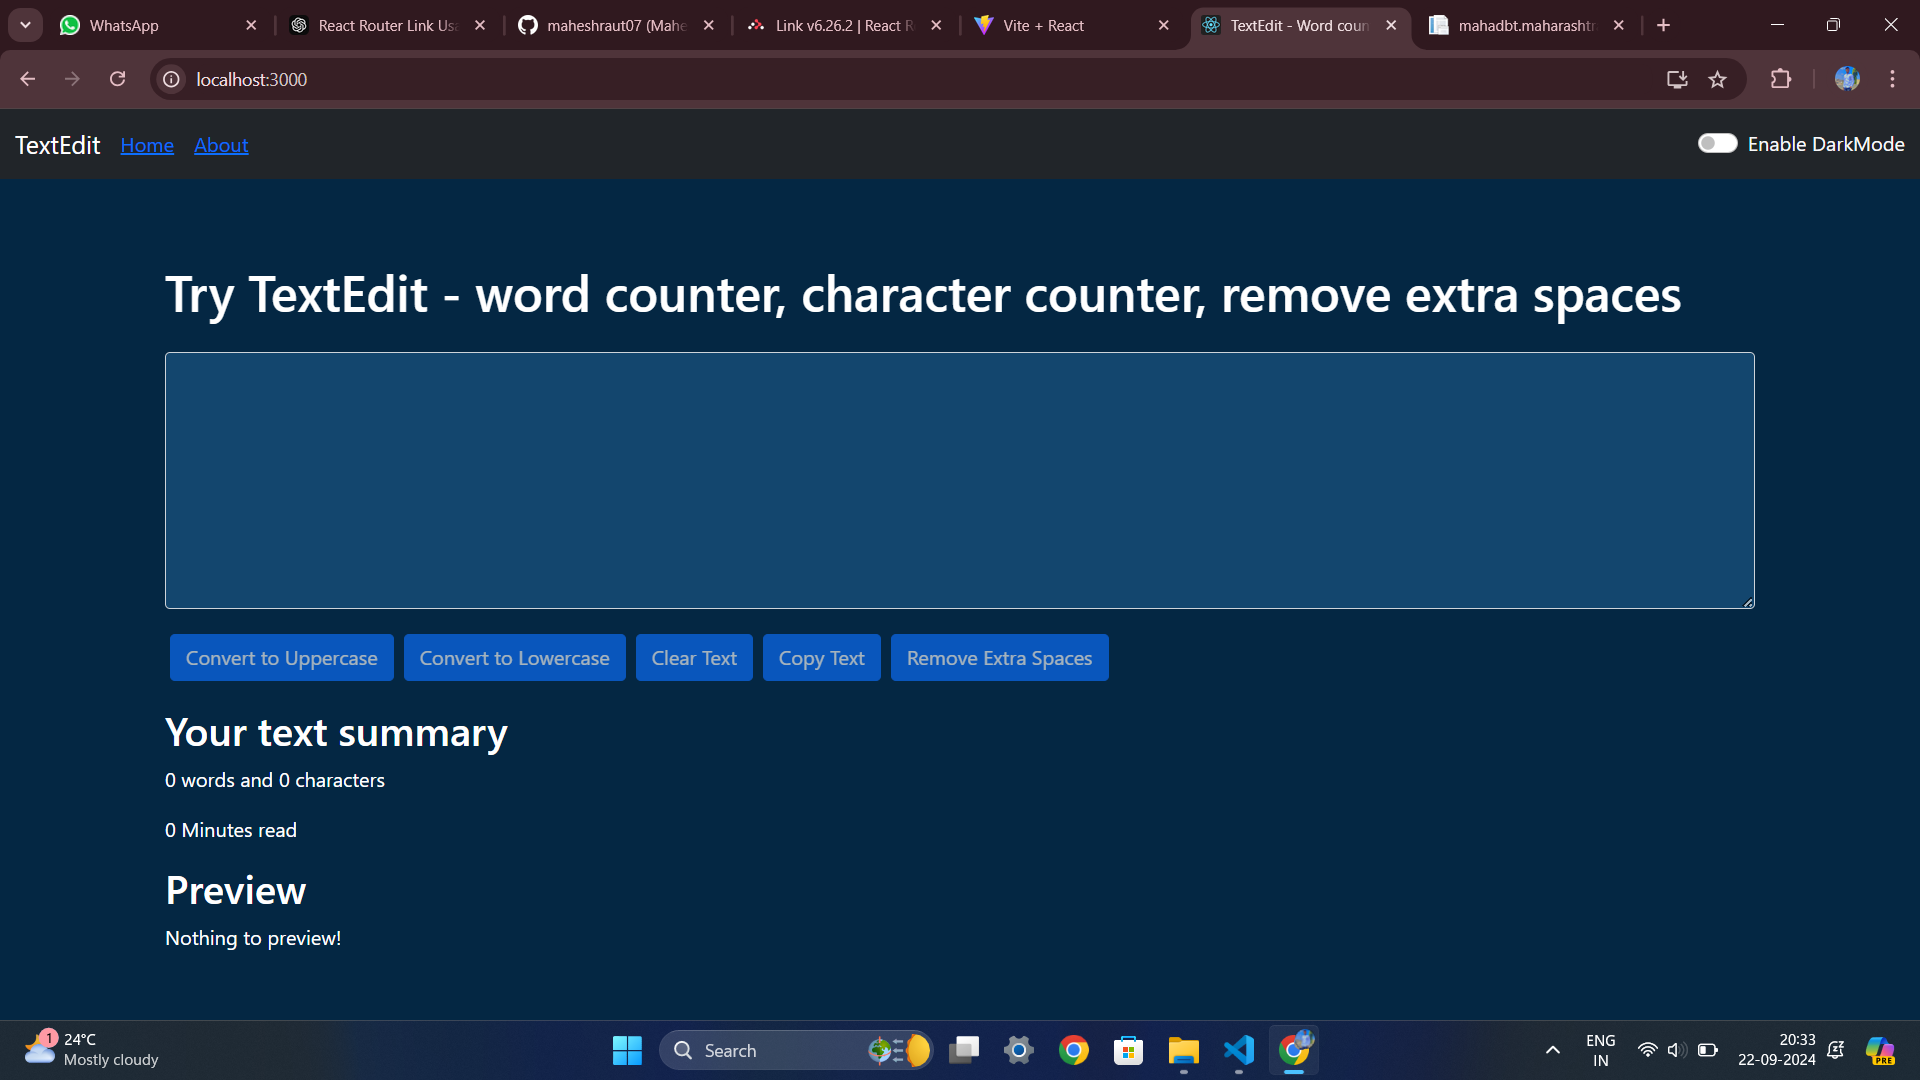 WhatsApp
React Router Link Us
maheshraut07 (Mahe
Link v6.26.2 | React R
Vite + React
TextEdit - Word coun
mahadbt.maharashtr
localhost:3000
TextEdit Home About
Enable DarkMode
Try TextEdit - word counter, character counter, remove extra spaces
Convert to Uppercase Convert to Lowercase Clear Text Copy Text Remove Extra Spaces
Your text summary
0 words and 0 characters
0 Minutes read
Preview
Nothing to preview!
1
24°C
Mostly cloudy
Search
ENG
IN
20:33
22-09-2024
PRE